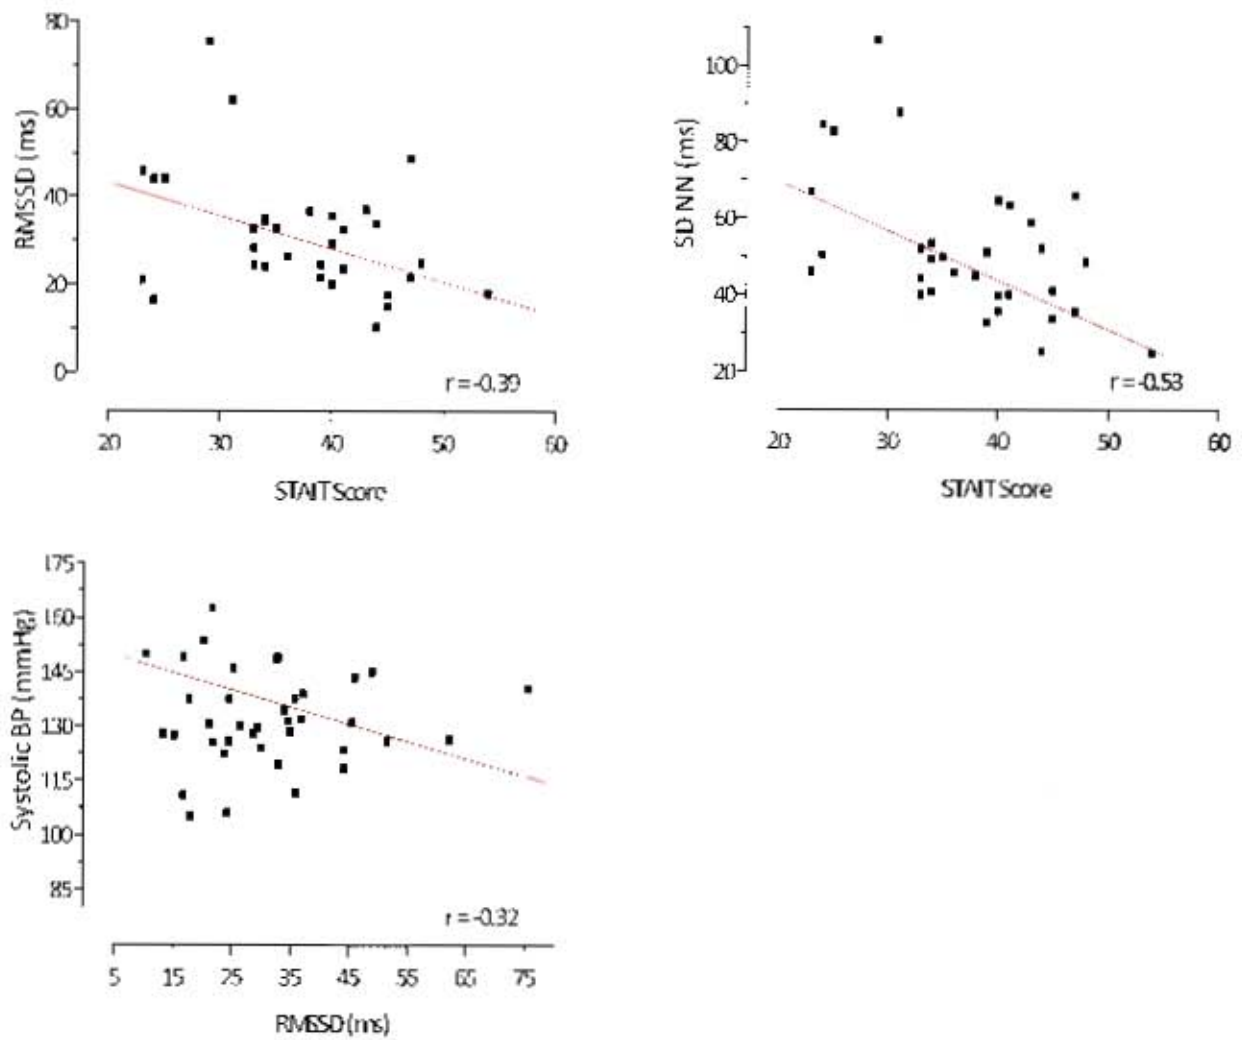 80
60
40
20
0
RMSSD (ms)
r = -0.39
20 30 40 50 60
STAIT Score
100
80
60
40
20
SD NN (ms)
r = -0.53
20 30 40 50 60
STAIT Score
175
160
145
130
115
100
85
Systolic BP (mmHg)
r = -0.32
5 15 25 35 45 55 65 75
RMSSD (ms)